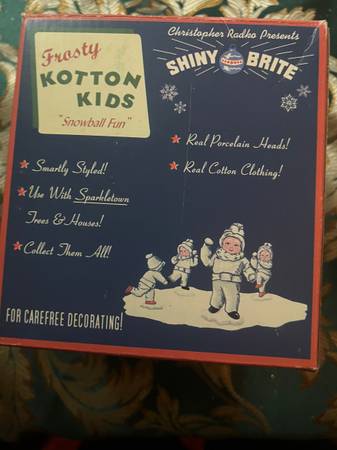 Frosty
KOTTON
KIDS
"Snowball Fun"
Christopher Radko Presents
SHINY BRITE
Real Porcelain Heads!
Real Cotton Clothing!
Smartly Styled!
Use With Sparkletown
Trees & Houses!
Collect Them All!
FOR CAREFREE DECORATING!